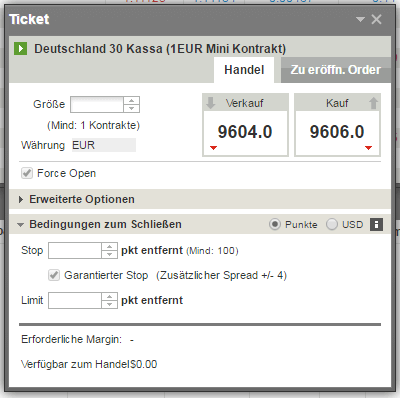 Ticket
Deutschland 30 Kassa (1EUR Mini Kontrakt)
Handel
Zu eröffn. Order
Größe
(Mind: 1 Kontrakte)
Währung EUR
Verkauf
9604.0
Kauf
9606.0
Force Open
Erweiterte Optionen
Bedingungen zum Schließen
Punkte
USD
Stop pkt entfernt (Mind: 100)
Garantierter Stop (Zusätzlicher Spread +/- 4)
Limit pkt entfernt
Erforderliche Margin: -
Verfügbar zum Handel$0.00